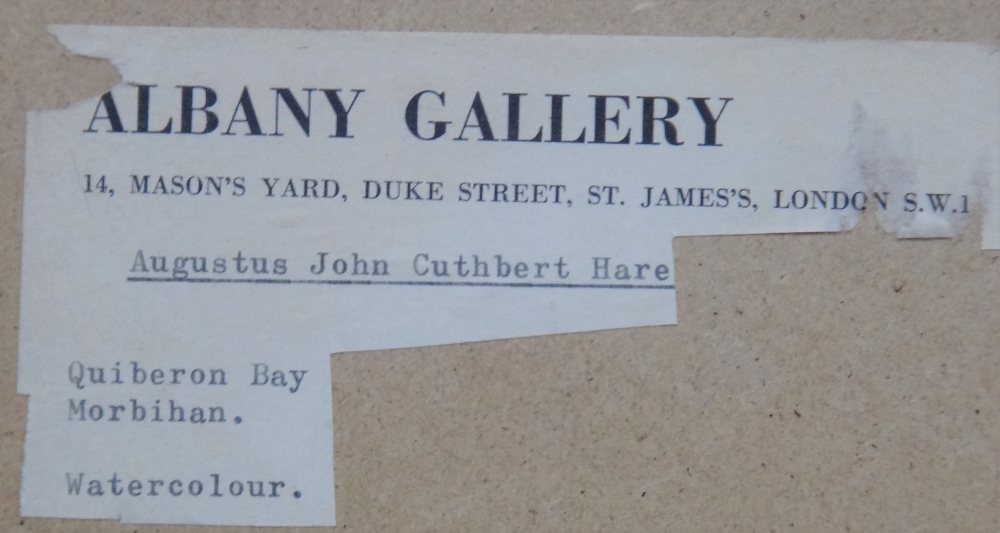 ALBANY GALLERY
14, MASON'S YARD, DUKE STREET, ST. JAMES'S, LONDON S.W.1
Augustus John Cuthbert Hare
Quiberon Bay
Morbihan.
Watercolour.